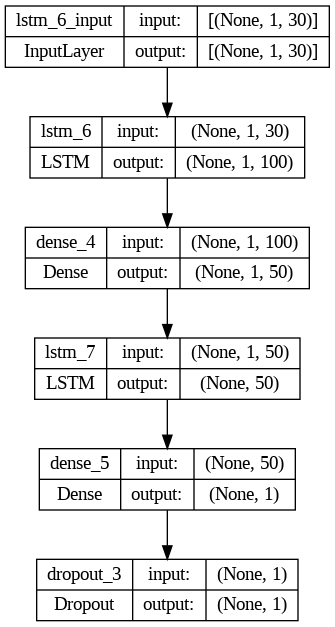 lstm_6_input input: [(None, 1, 30)]
InputLayer output: [(None, 1, 30)]
lstm_6 input: (None, 1, 30)
LSTM output: (None, 1, 100)
dense_4 input: (None, 1, 100)
Dense output: (None, 1, 50)
lstm_7 input: (None, 1, 50)
LSTM output: (None, 50)
dense_5 input: (None, 50)
Dense output: (None, 1)
dropout_3 input: (None, 1)
Dropout output: (None, 1)